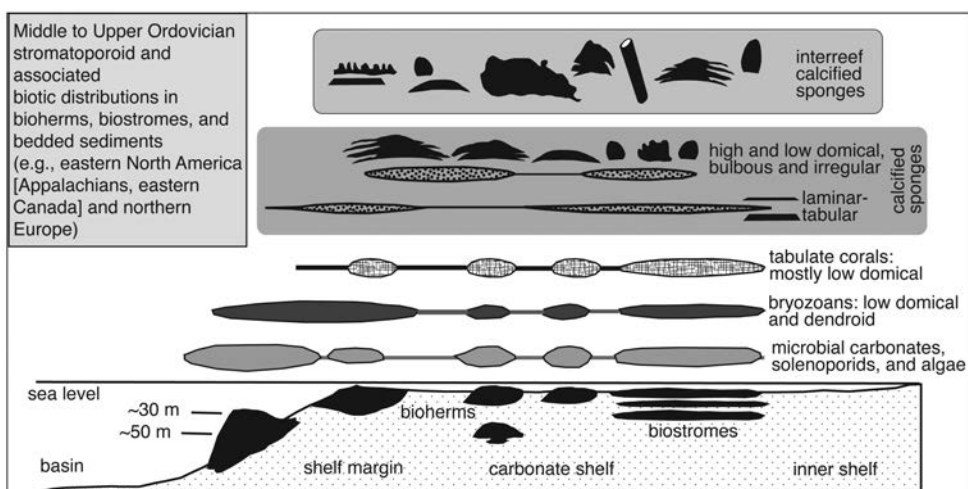 Middle to Upper Ordovician
stromatoporoid and
associated
biotic distributions in
bioherms, biostromes, and
bedded sediments
(e.g., eastern North America
[Appalachians, eastern
Canada] and northern
Europe)
interreef
calcified
sponges
high and low domical,
bulbous and irregular
laminar-
tabular
calcified
sponges
tabulate corals:
mostly low domical
bryozoans: low domical
and dendroid
microbial carbonates,
solenoporids, and algae
sea level
~30 m
~50 m
bioherms
biostromes
basin
shelf margin
carbonate shelf
inner shelf